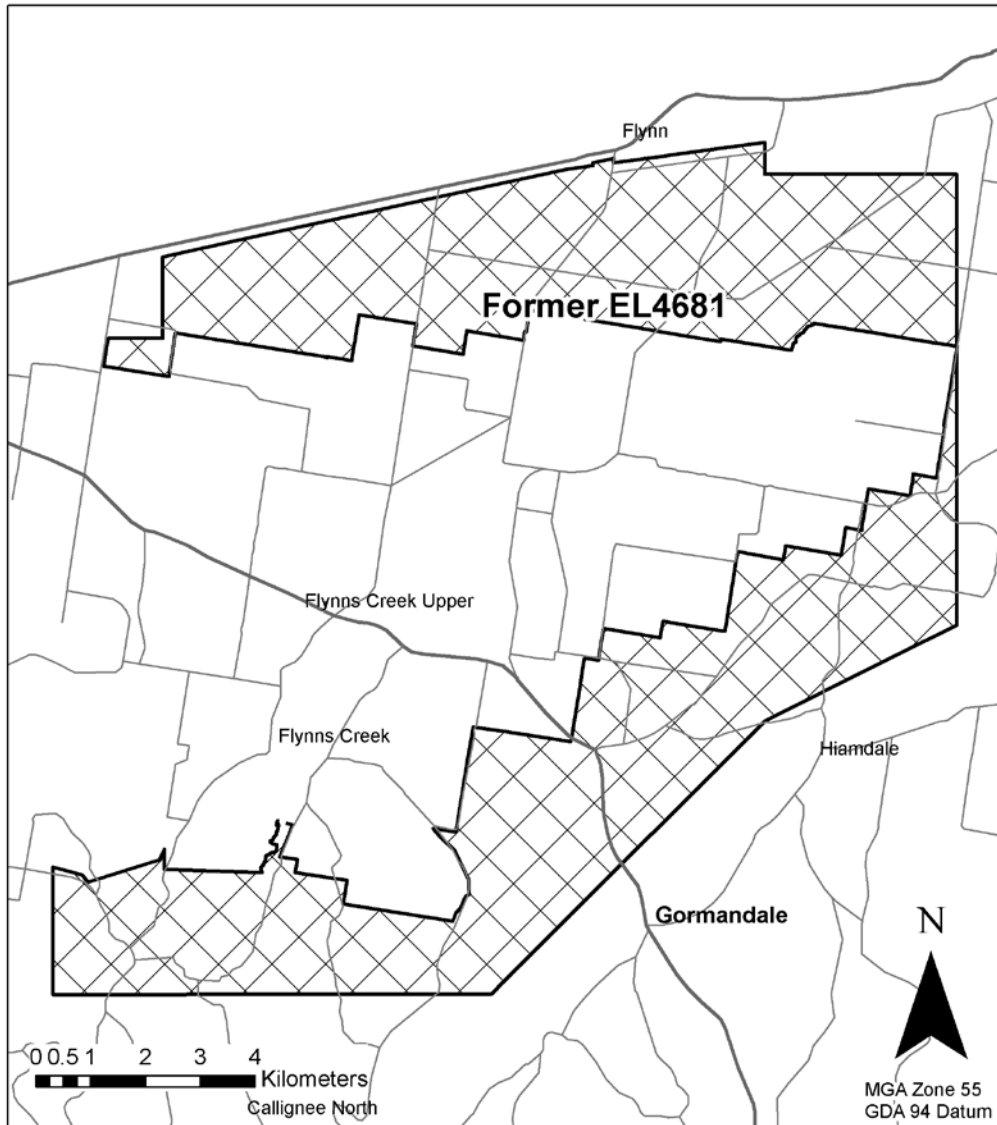 Flynn
Former EL4681
Flynns Creek Upper
Flynns Creek
Hiamdale
Gormandale
N
0 0.5 1 2 3 4
Kilometers
Callignee North
MGA Zone 55
GDA 94 Datum